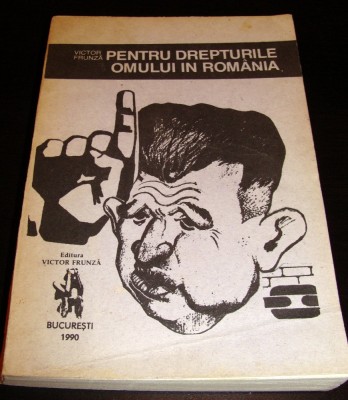 VICTOR
FRUNZĂ
PENTRU DREPTURILE
OMULUI IN ROMÂNIA
Editura
VICTOR FRUNZĂ
BUCUREŞTI
1990